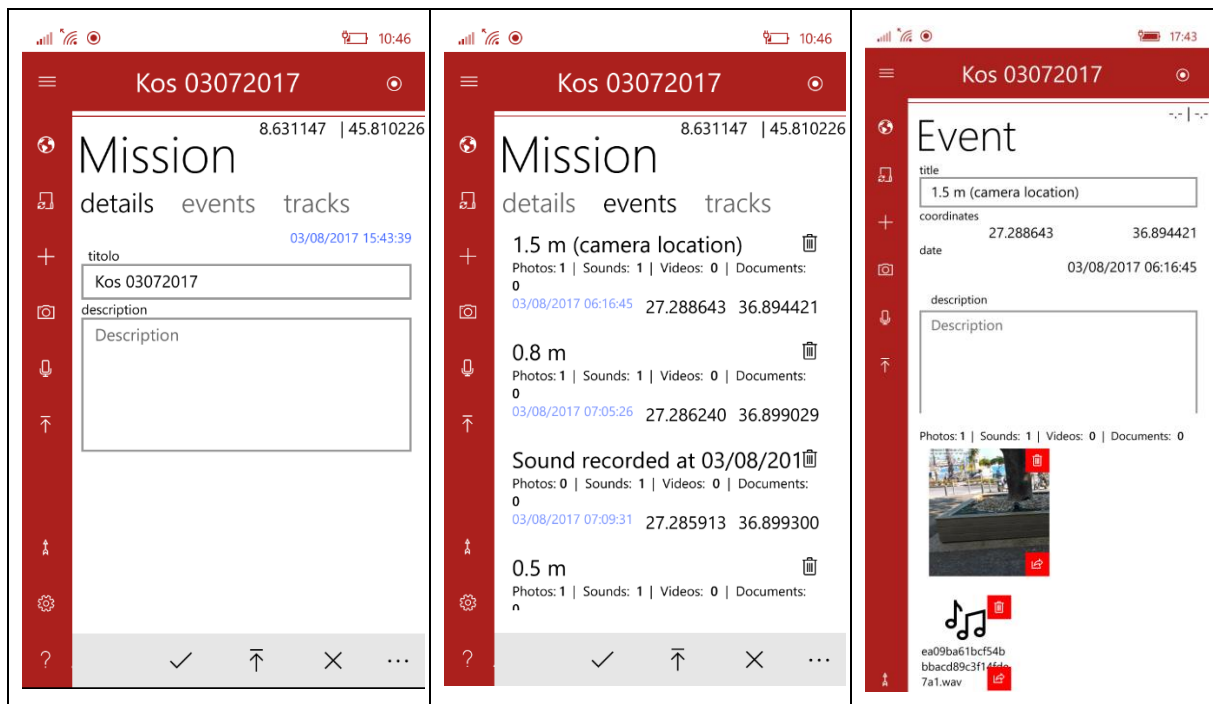 10:46
Kos 03072017
8.631147 | 45.810226
Mission
details events tracks
03/08/2017 15:43:39
titolo
Kos 03072017
description
Description
?
...
10:46
Kos 03072017
8.631147 | 45.810226
Mission
details events tracks
1.5 m (camera location)
Photos: 1 | Sounds: 1 | Videos: 0 | Documents:
0
03/08/2017 06:16:45 27.288643 36.894421
0.8 m
Photos: 1 | Sounds: 1 | Videos: 0 | Documents:
0
03/08/2017 07:05:26 27.286240 36.899029
Sound recorded at 03/08/201
Photos: 0 | Sounds: 1 | Videos: 0 | Documents:
0
03/08/2017 07:09:31 27.285913 36.899300
0.5 m
Photos: 1 | Sounds: 1 | Videos: 0 | Documents:
0
?
...
17:43
Kos 03072017
-.- | -.-
Event
title
1.5 m (camera location)
coordinates
27.288643 36.894421
date
03/08/2017 06:16:45
description
Description
Photos: 1 | Sounds: 1 | Videos: 0 | Documents: 0
ea09ba61bcf54b
bbacd89c3f14fde
7a1.wav